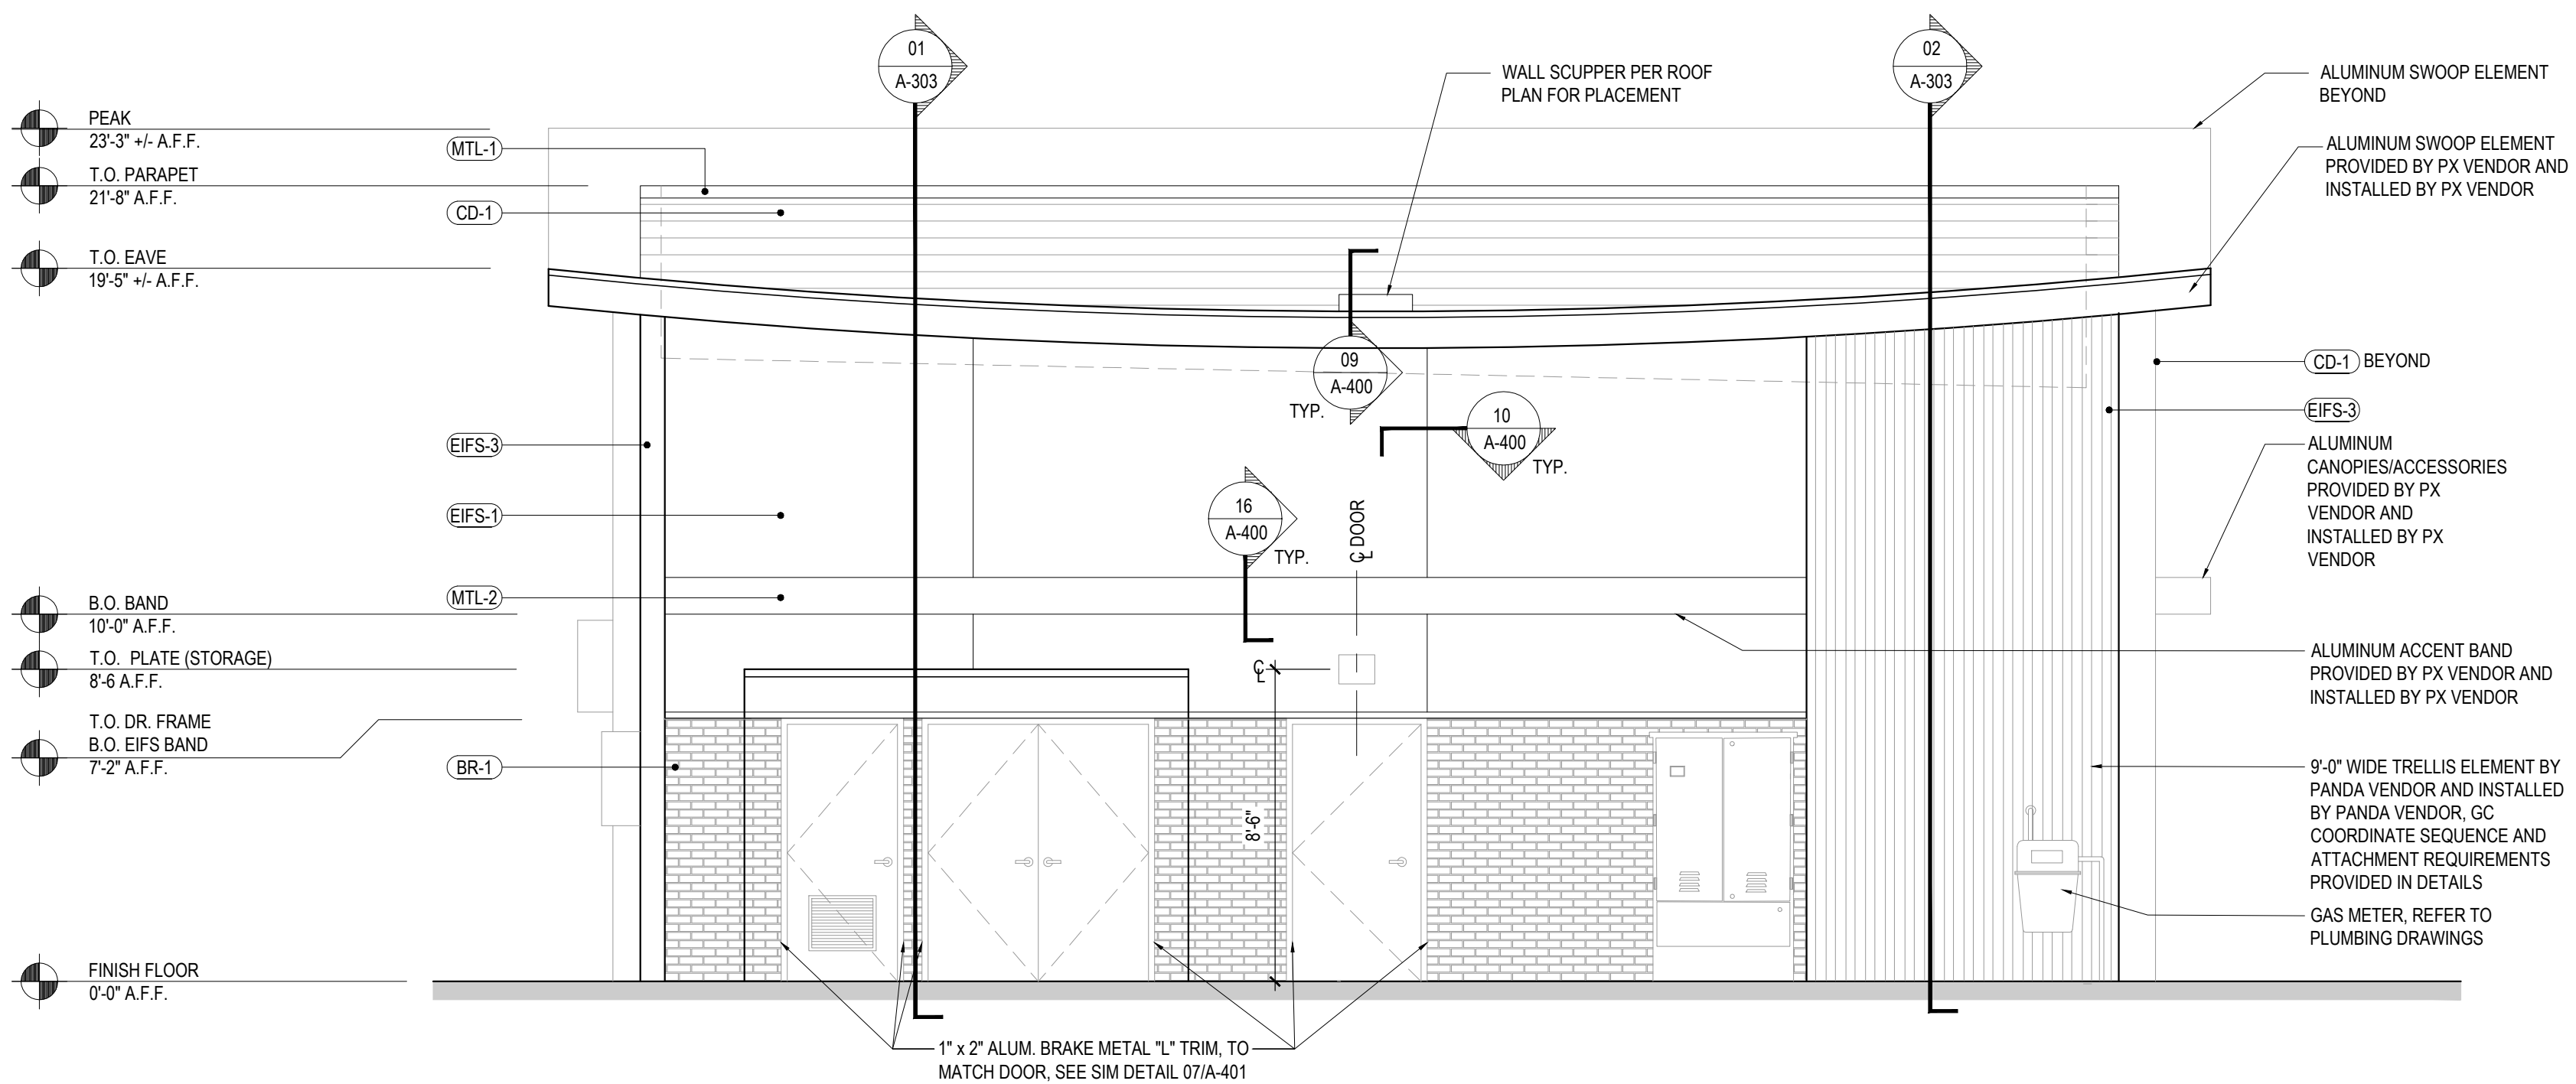 01
A-303
02
A-303
WALL SCUPPER PER ROOF
PLAN FOR PLACEMENT
ALUMINUM SWOOP ELEMENT
BEYOND
PEAK
23'-3" +/- A.F.F.
MTL-1
ALUMINUM SWOOP ELEMENT
PROVIDED BY PX VENDOR AND
INSTALLED BY PX VENDOR
T.O. PARAPET
21'-8" A.F.F.
CD-1
T.O. EAVE
19'-5" +/- A.F.F.
09
A-400
TYP.
CD-1 BEYOND
10
A-400
TYP.
EIFS-3
EIFS-3
ALUMINUM
CANOPIES/ACCESSORIES
PROVIDED BY PX
VENDOR AND
INSTALLED BY PX
VENDOR
EIFS-1
16
A-400
TYP.
CL DOOR
MTL-2
B.O. BAND
10'-0" A.F.F.
T.O. PLATE (STORAGE)
8'-6 A.F.F.
CL
ALUMINUM ACCENT BAND
PROVIDED BY PX VENDOR AND
INSTALLED BY PX VENDOR
T.O. DR. FRAME
B.O. EIFS BAND
7'-2" A.F.F.
BR-1
8'-6"
9'-0" WIDE TRELLIS ELEMENT BY
PANDA VENDOR AND INSTALLED
BY PANDA VENDOR, GC
COORDINATE SEQUENCE AND
ATTACHMENT REQUIREMENTS
PROVIDED IN DETAILS
GAS METER, REFER TO
PLUMBING DRAWINGS
FINISH FLOOR
0'-0" A.F.F.
1" x 2" ALUM. BRAKE METAL "L" TRIM, TO
MATCH DOOR, SEE SIM DETAIL 07/A-401